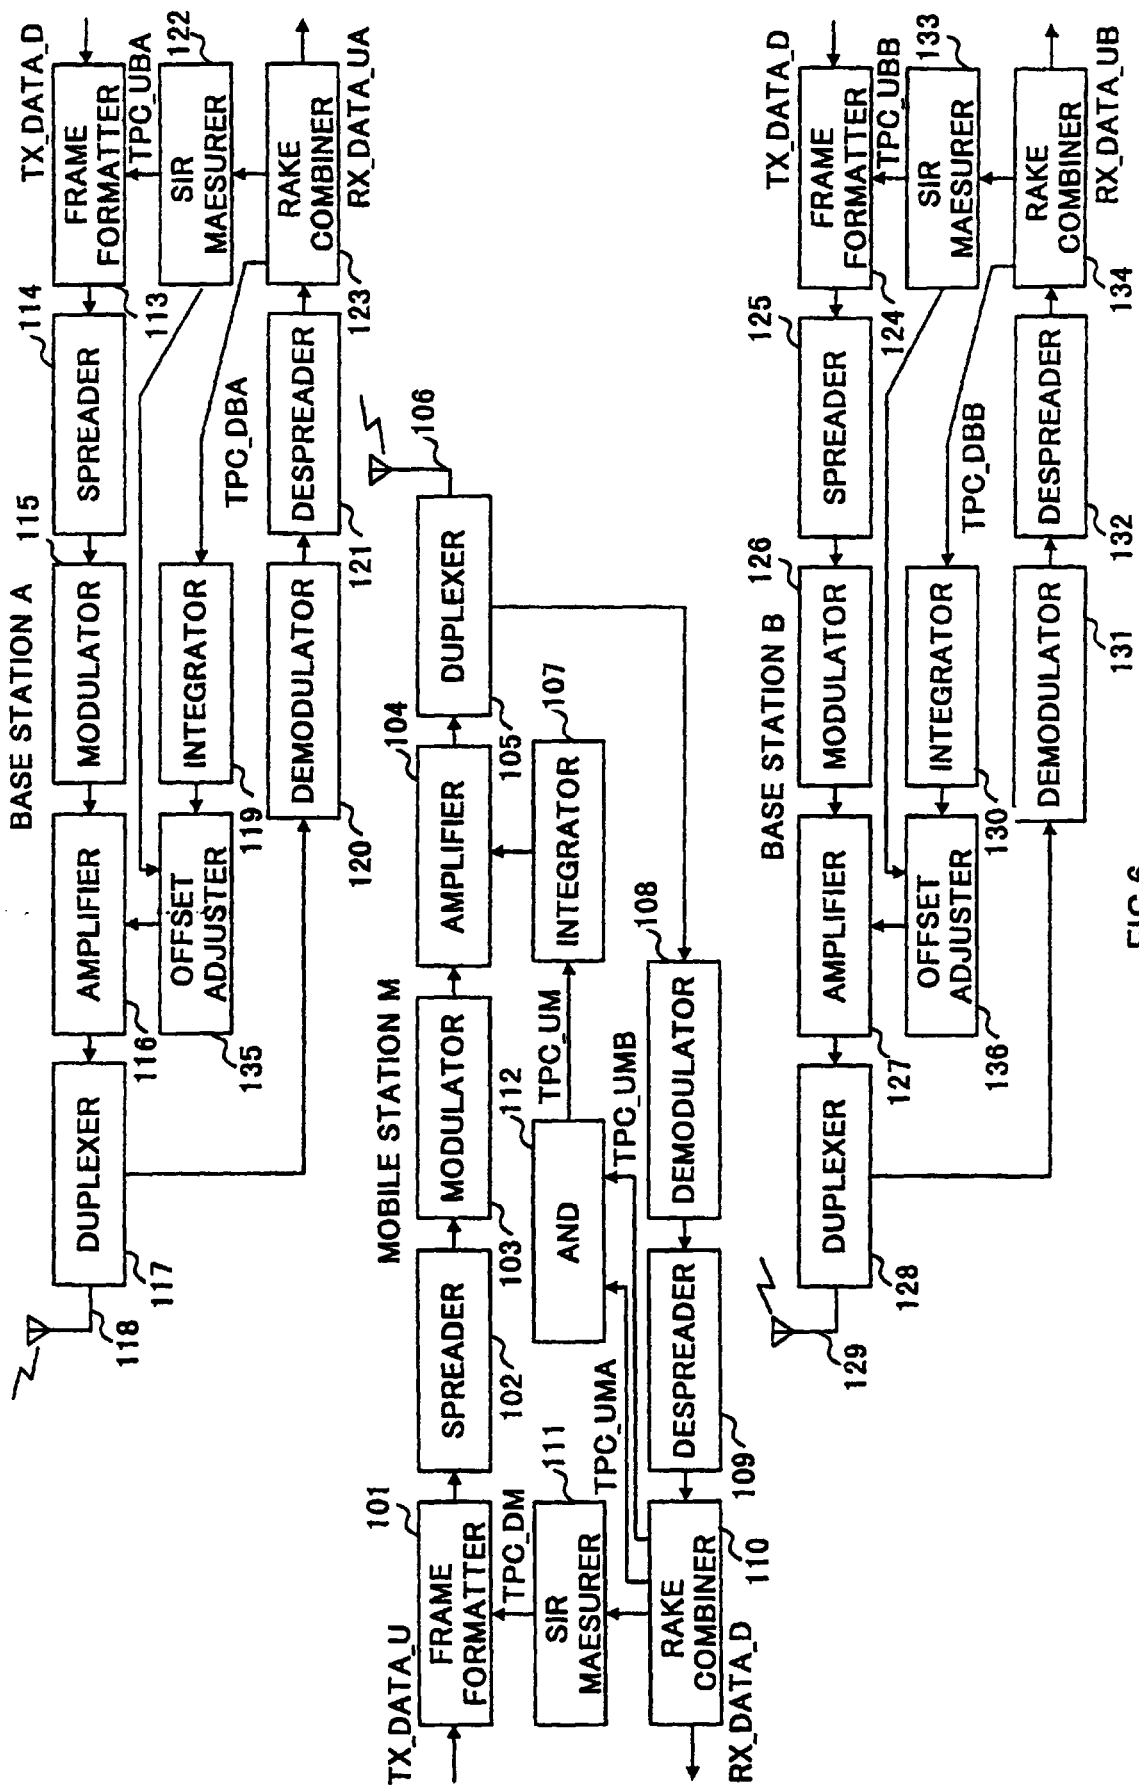 BASE STATION A
118
117
DUPLEXER
116
AMPLIFIER
115
MODULATOR
114
SPREADER
113
FRAME
FORMATTER
TX_DATA_D
TPC_UBA
135
OFFSET
ADJUSTER
119
INTEGRATOR
TPC_DBA
SIR
MAESURER
122
120
DEMODULATOR
121
DESPREADER
123
RAKE
COMBINER
RX_DATA_UA
MOBILE STATION M
TX_DATA_U
101
FRAME
FORMATTER
102
SPREADER
103
MODULATOR
104
AMPLIFIER
105
DUPLEXER
106
TPC_DM
SIR
MAESURER
111
AND
112
TPC_UM
INTEGRATOR
107
TPC_UMA
TPC_UMB
RX_DATA_D
RAKE
COMBINER
110
DESPREADER
109
DEMODULATOR
108
BASE STATION B
129
128
DUPLEXER
127
AMPLIFIER
126
MODULATOR
125
SPREADER
124
FRAME
FORMATTER
TX_DATA_D
TPC_UBB
136
OFFSET
ADJUSTER
130
INTEGRATOR
TPC_DBB
SIR
MAESURER
133
131
DEMODULATOR
132
DESPREADER
134
RAKE
COMBINER
RX_DATA_UB
FIG.6